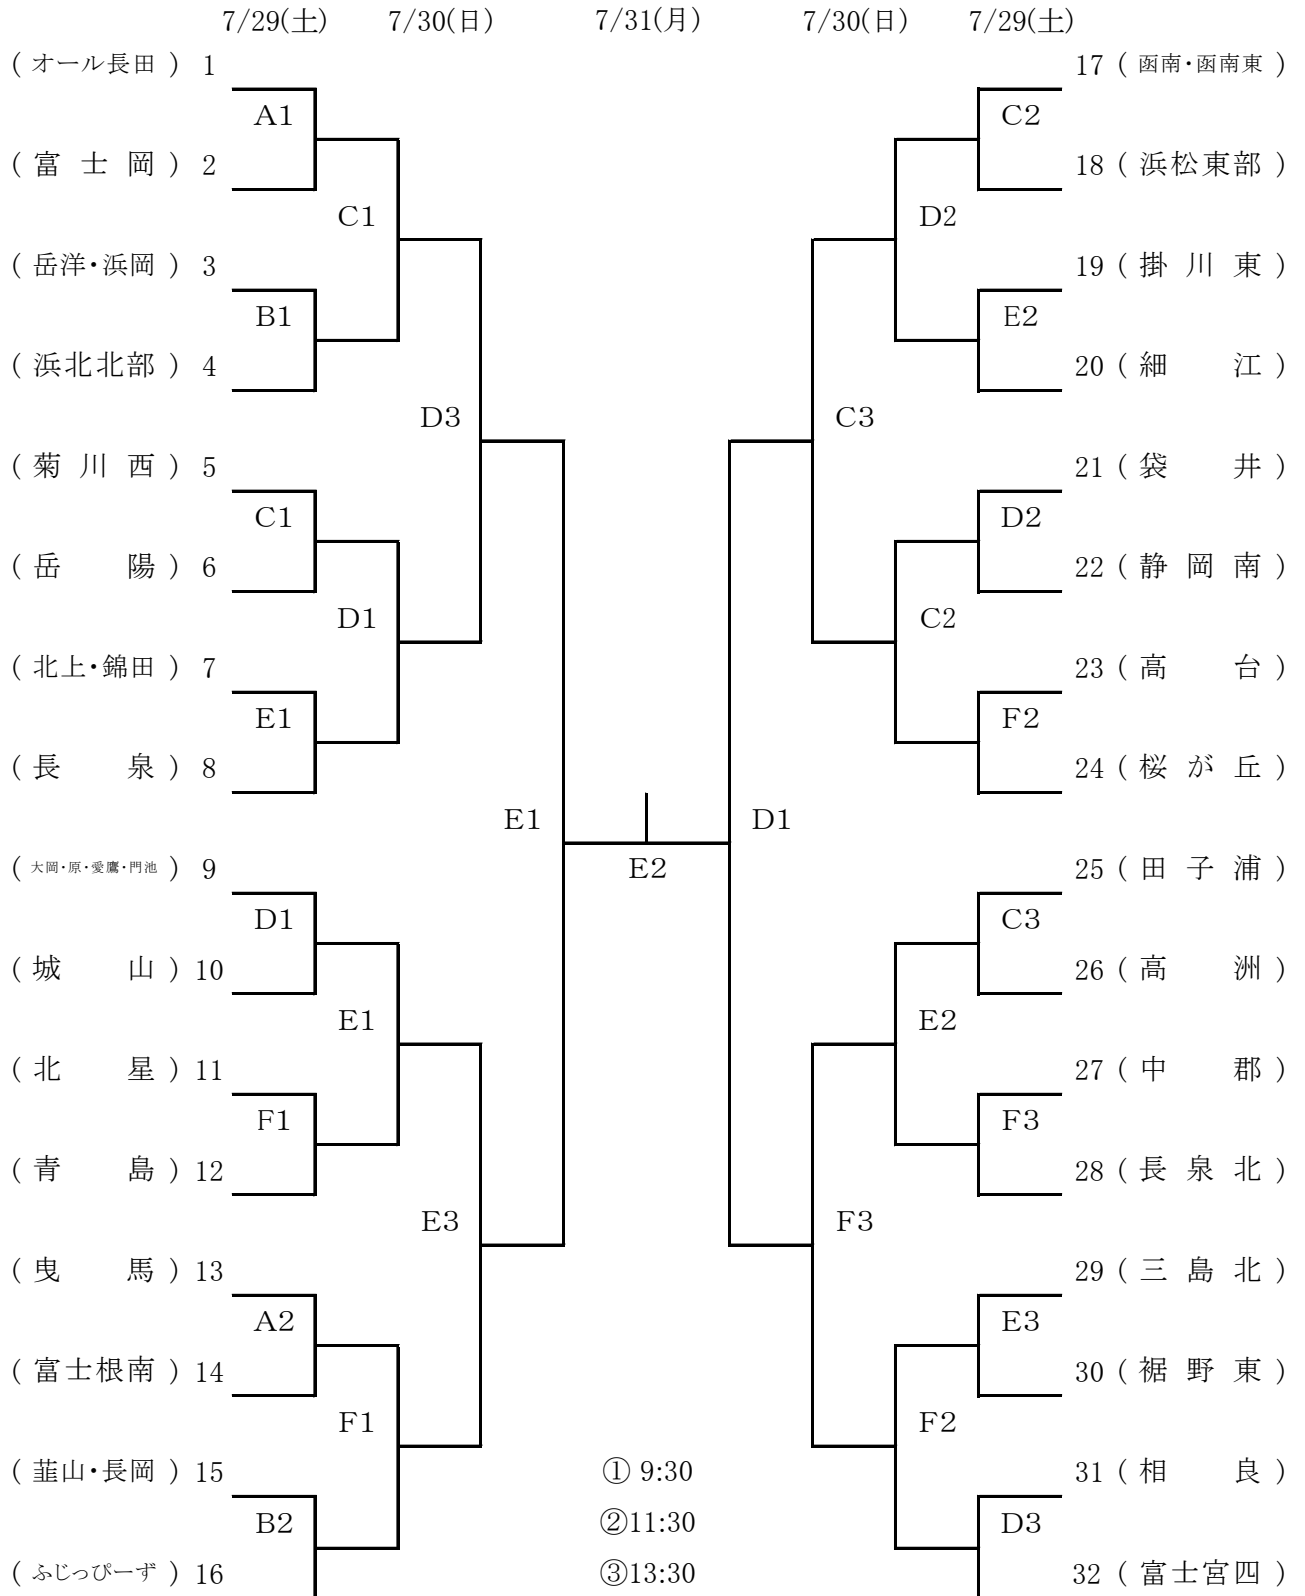 7/29(土) 7/30(日) 7/31(月) 7/30(日) 7/29(土)
( オール長田 ) 1 17 ( 函南・函南東 )
A1 C2
( 富士岡 ) 2 18 ( 浜松東部 )
C1 D2
( 岳洋・浜岡 ) 3 19 ( 掛川東 )
B1 E2
( 浜北北部 ) 4 20 ( 細江 )
D3 C3
( 菊川西 ) 5 21 ( 袋井 )
C1 D2
( 岳陽 ) 6 22 ( 静岡南 )
D1 C2
( 北上・錦田 ) 7 23 ( 高台 )
E1 F2
( 長泉 ) 8 24 ( 桜が丘 )
E1 D1
( 大岡・原・愛鷹・門池 ) 9 E2 25 ( 田子浦 )
D1 C3
( 城山 ) 10 26 ( 高洲 )
E1 E2
( 北星 ) 11 27 ( 中郡 )
F1 F3
( 青島 ) 12 28 ( 長泉北 )
E3 F3
( 曳馬 ) 13 29 ( 三島北 )
A2 E3
( 富士根南 ) 14 30 ( 裾野東 )
F1 F2
( 韮山・長岡 ) 15 ① 9:30 31 ( 相良 )
B2 ②11:30 D3
( ふじっぴーず ) 16 ③13:30 32 ( 富士宮四 )